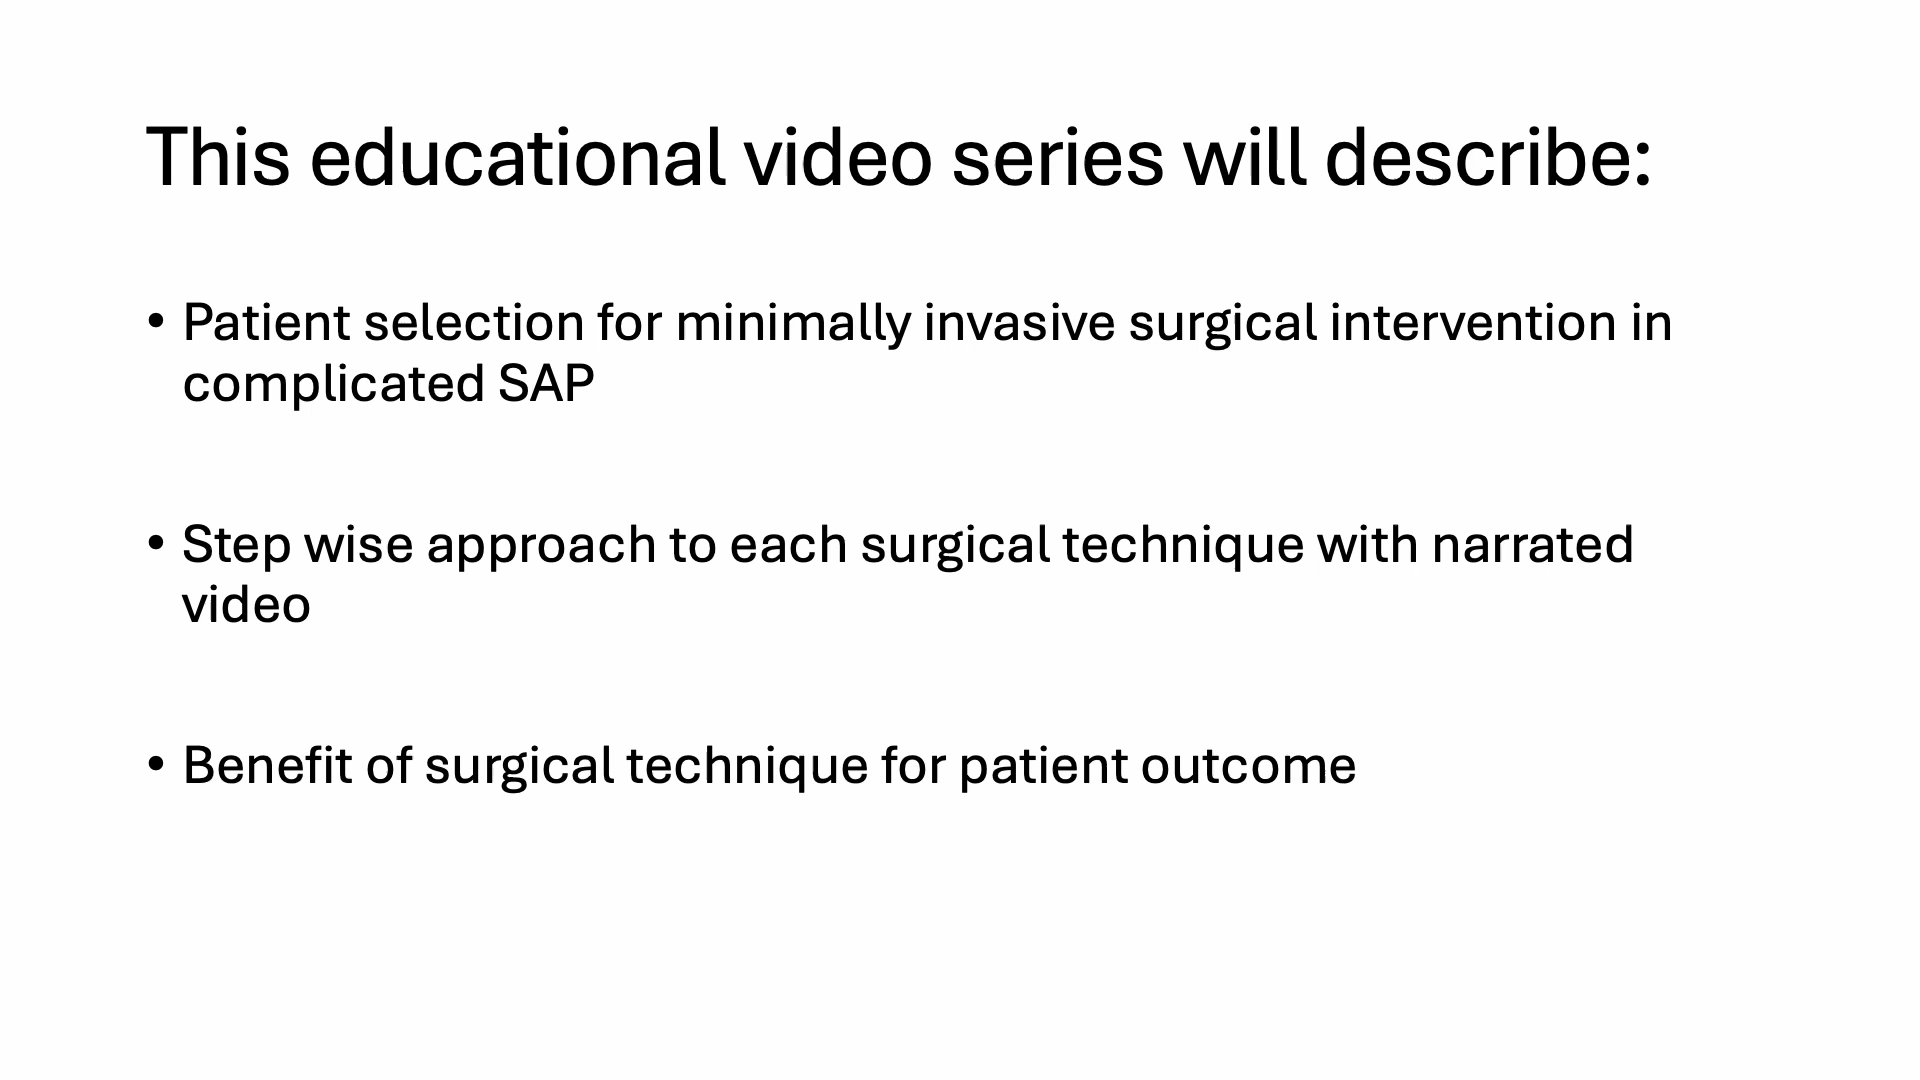 This educational video series will describe:
• Patient selection for minimally invasive surgical intervention in
complicated SAP
• Step wise approach to each surgical technique with narrated
video
• Benefit of surgical technique for patient outcome